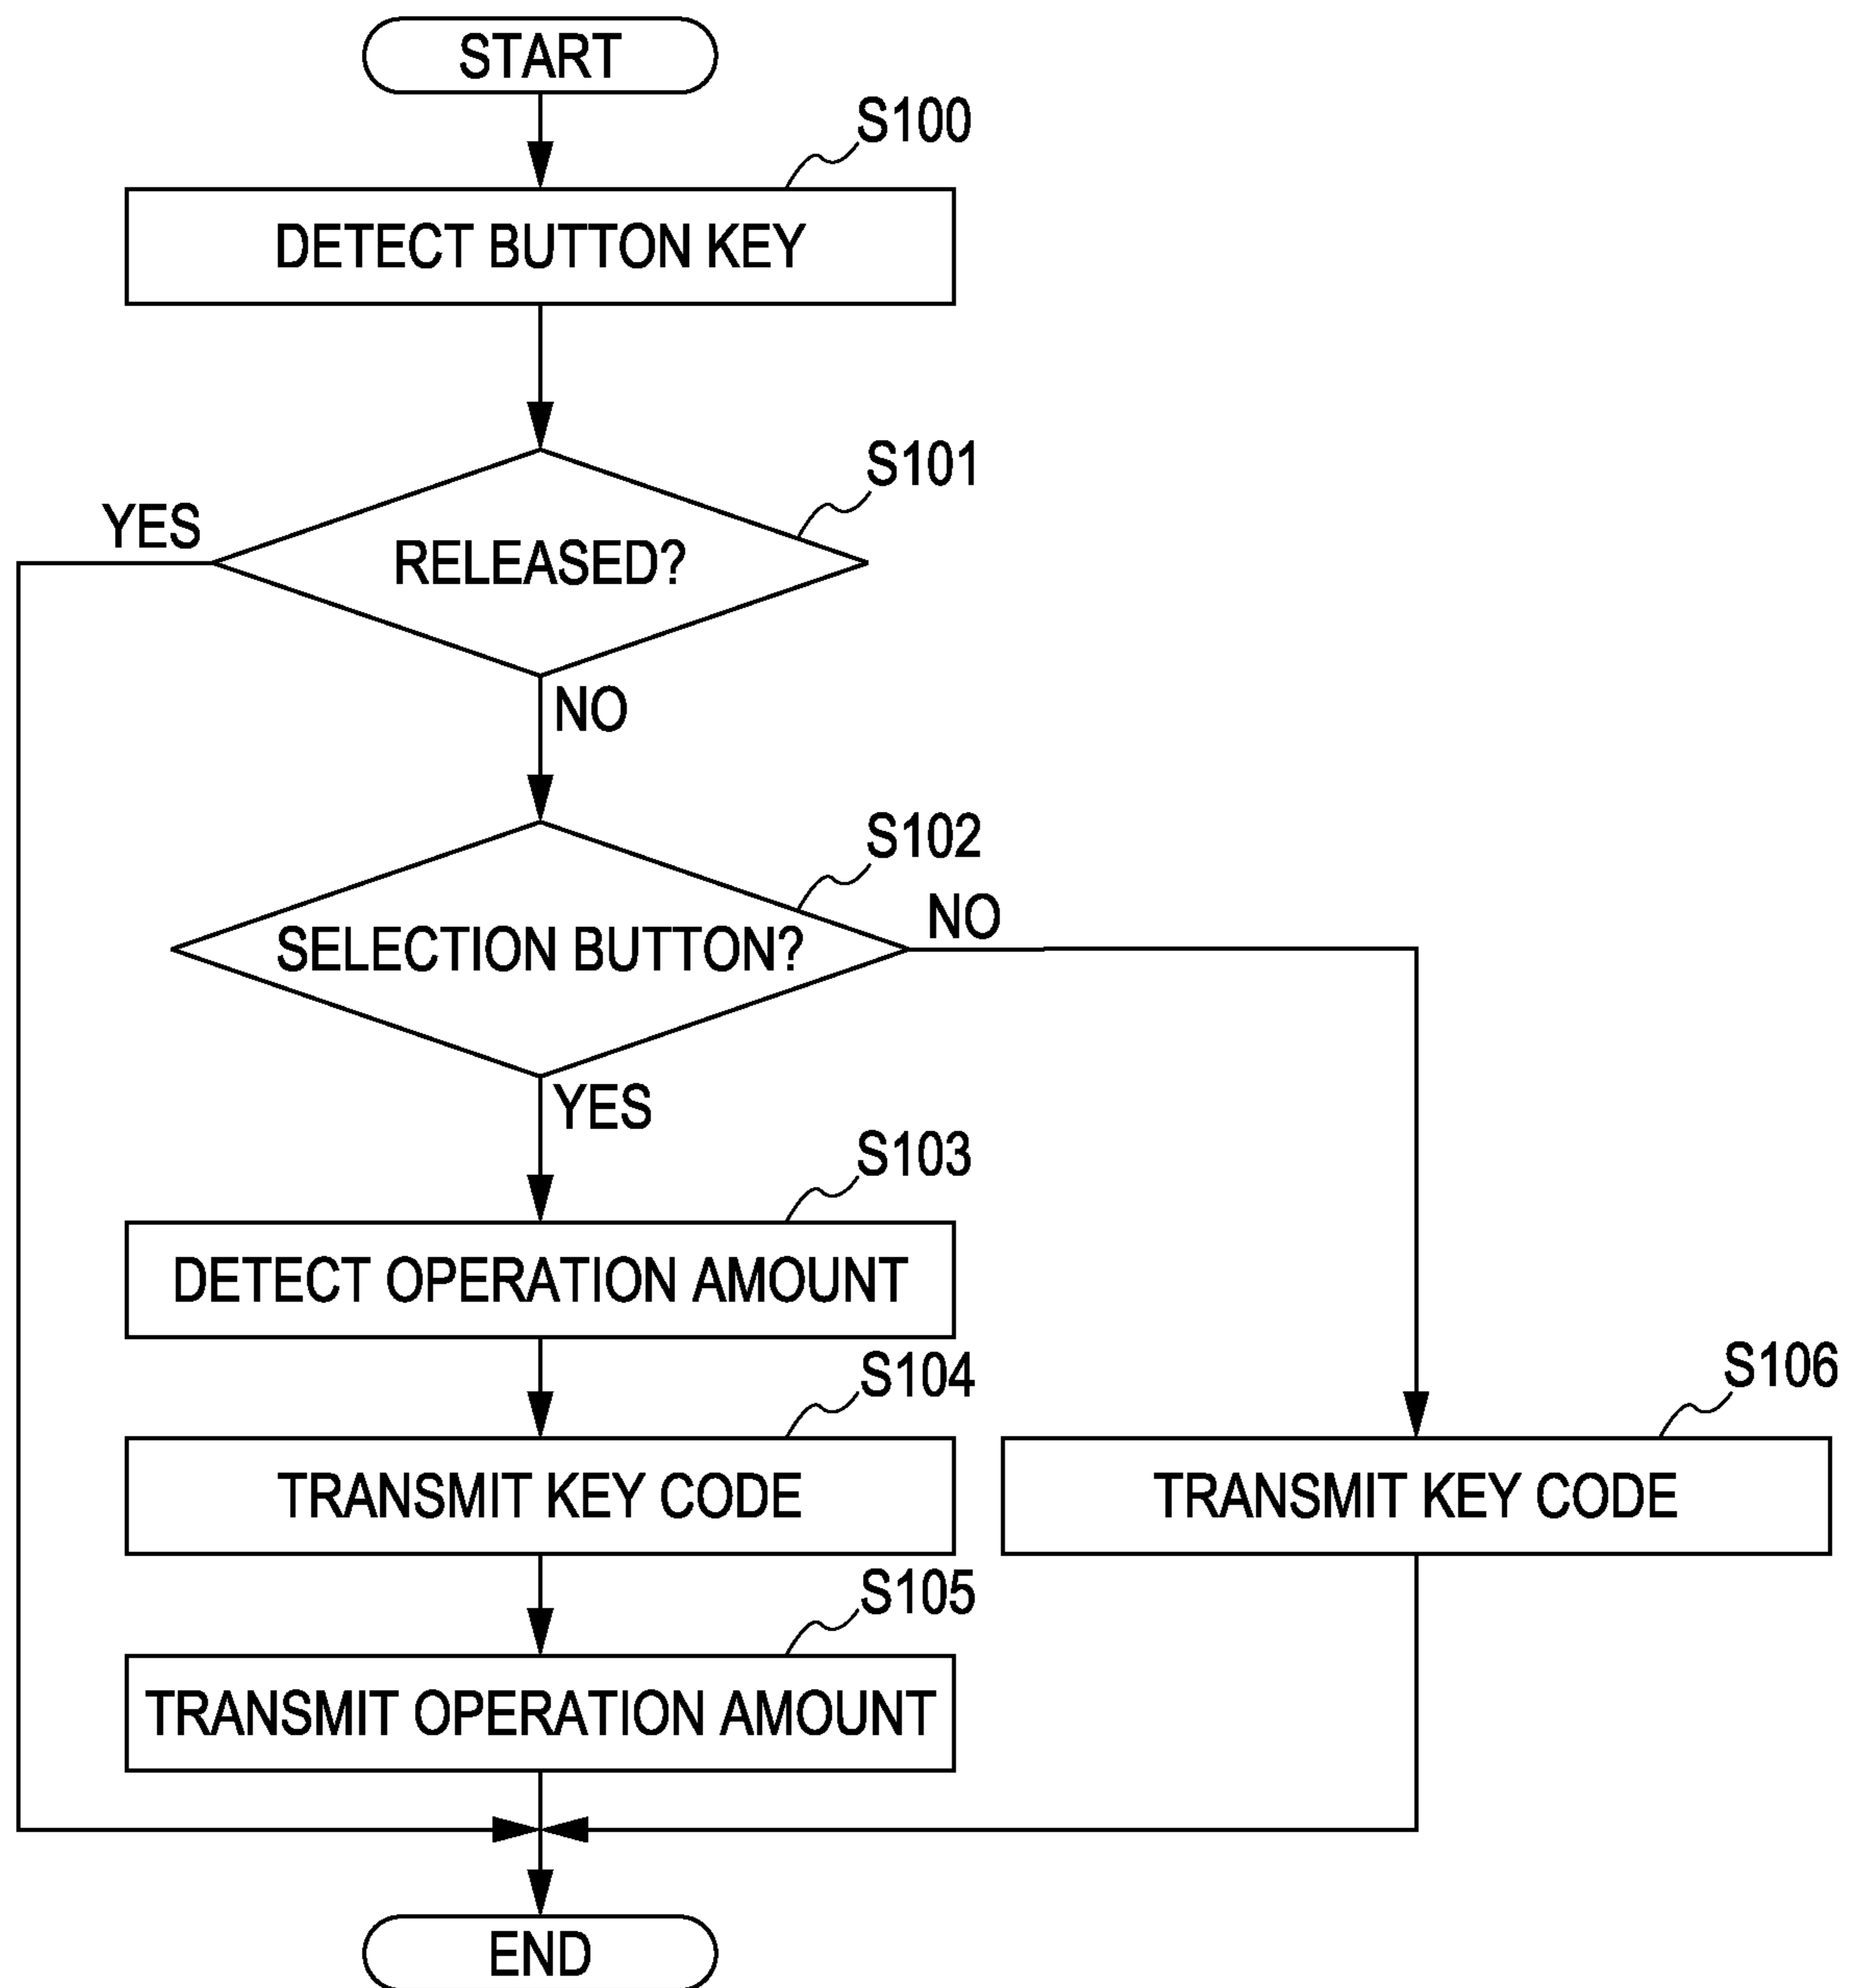 START
S100
DETECT BUTTON KEY
S101
YES
RELEASED?
NO
S102
NO
SELECTION BUTTON?
YES
S103
DETECT OPERATION AMOUNT
S104
S106
TRANSMIT KEY CODE
TRANSMIT KEY CODE
S105
TRANSMIT OPERATION AMOUNT
END